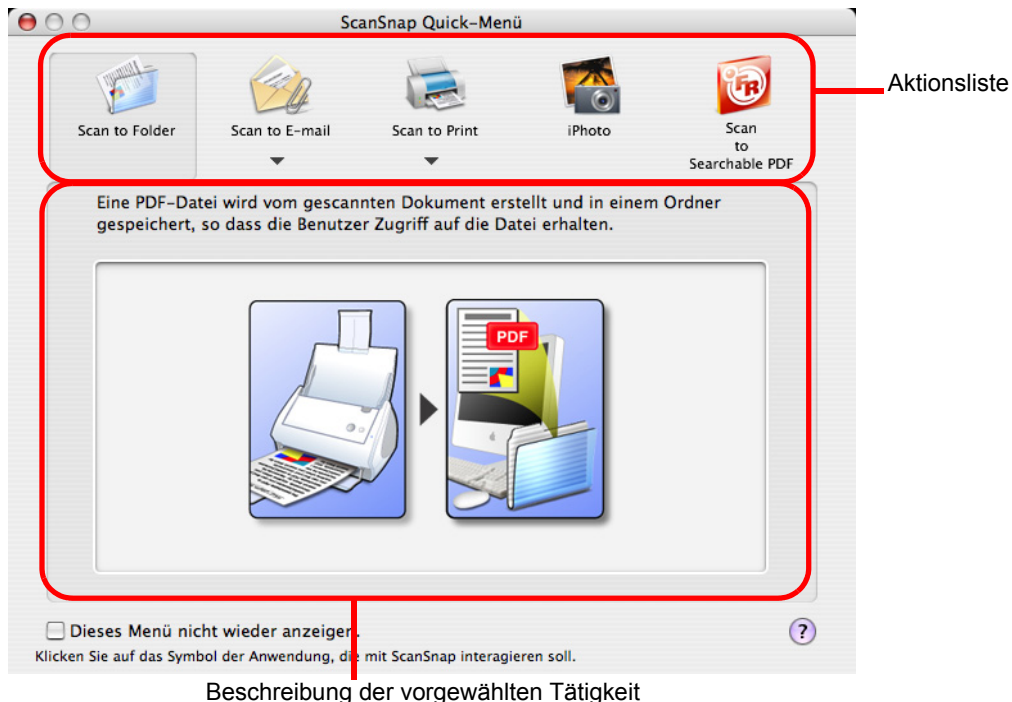 ScanSnap Quick-Menü
Aktionsliste
Scan to Folder
Scan to E-mail
Scan to Print
iPhoto
Scan
to
Searchable PDF
Eine PDF-Datei wird vom gescannten Dokument erstellt und in einem Ordner
gespeichert, so dass die Benutzer Zugriff auf die Datei erhalten.
PDF
Dieses Menü nicht wieder anzeigen.
?
Klicken Sie auf das Symbol der Anwendung, die mit ScanSnap interagieren soll.
Beschreibung der vorgewählten Tätigkeit